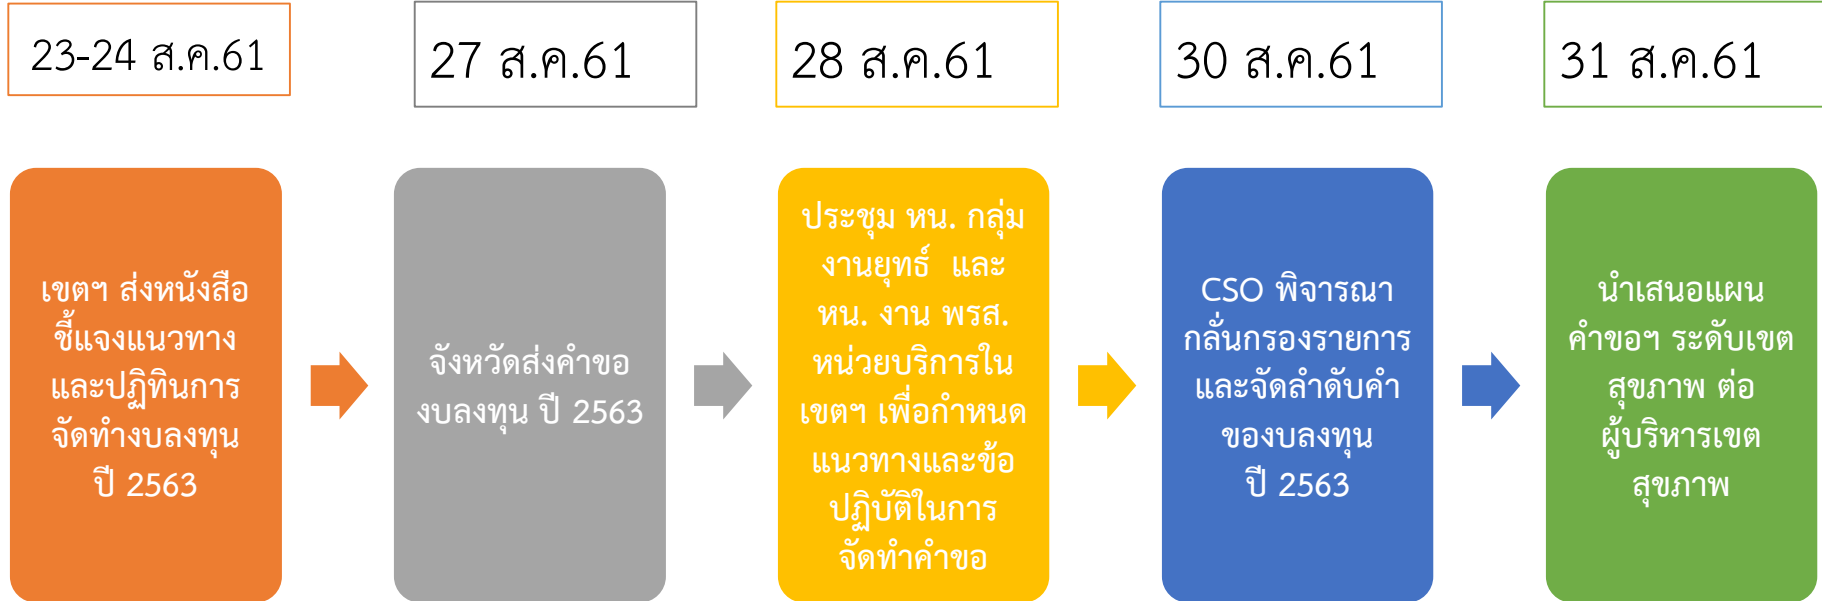 23-24 ส.ค.61
27 ส.ค.61
28 ส.ค.61
30 ส.ค.61
31 ส.ค.61
เขตฯ ส่งหนังสือ
ชี้แจงแนวทาง
และปฏิทินการ
จัดทำงบลงทุน
ปี 2563
จังหวัดส่งคำขอ
งบลงทุน ปี 2563
ประชุม หน. กลุ่ม
งานยุทธ์ และ
หน. งาน พรส.
หน่วยบริการใน
เขตฯ เพื่อกำหนด
แนวทางและข้อ
ปฏิบัติในการ
จัดทำคำขอ
CSO พิจารณา
กลั่นกรองรายการ
และจัดลำดับคำ
ของบลงทุน
ปี 2563
นำเสนอแผน
คำขอฯ ระดับเขต
สุขภาพ ต่อ
ผู้บริหารเขต
สุขภาพ